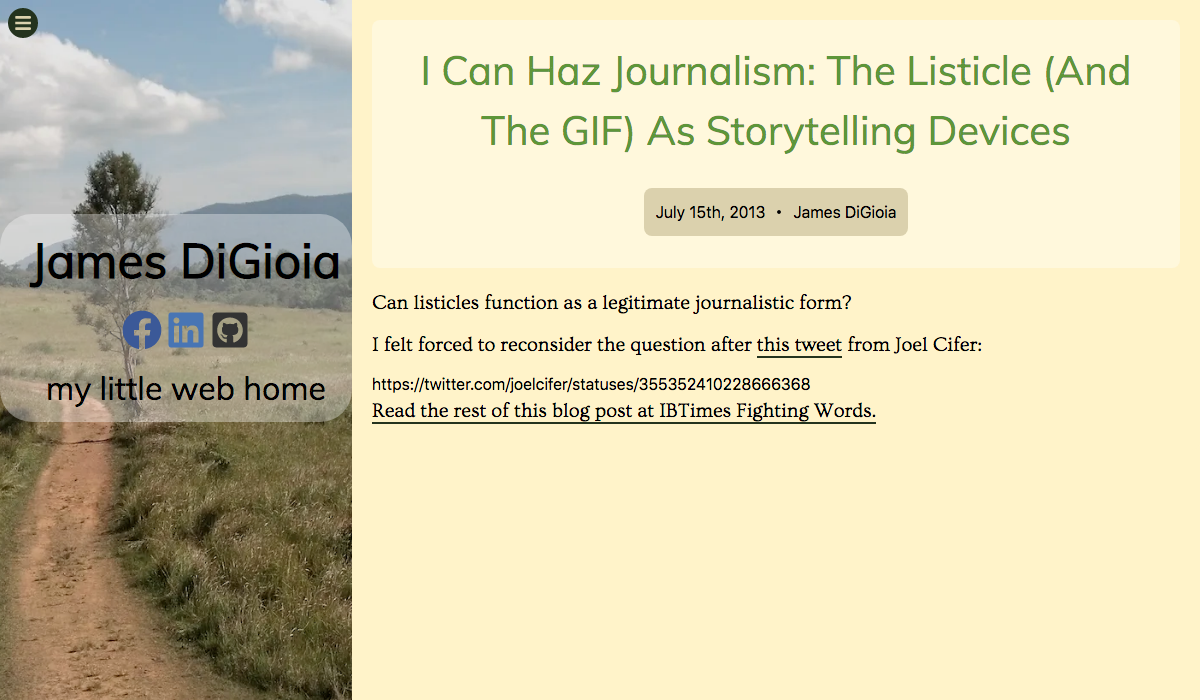 James DiGioia
my little web home
I Can Haz Journalism: The Listicle (And
The GIF) As Storytelling Devices
July 15th, 2013 • James DiGioia
Can listicles function as a legitimate journalistic form?
I felt forced to reconsider the question after this tweet from Joel Cifer:
https://twitter.com/joelcifer/statuses/355352410228666368
Read the rest of this blog post at IBTimes Fighting Words.